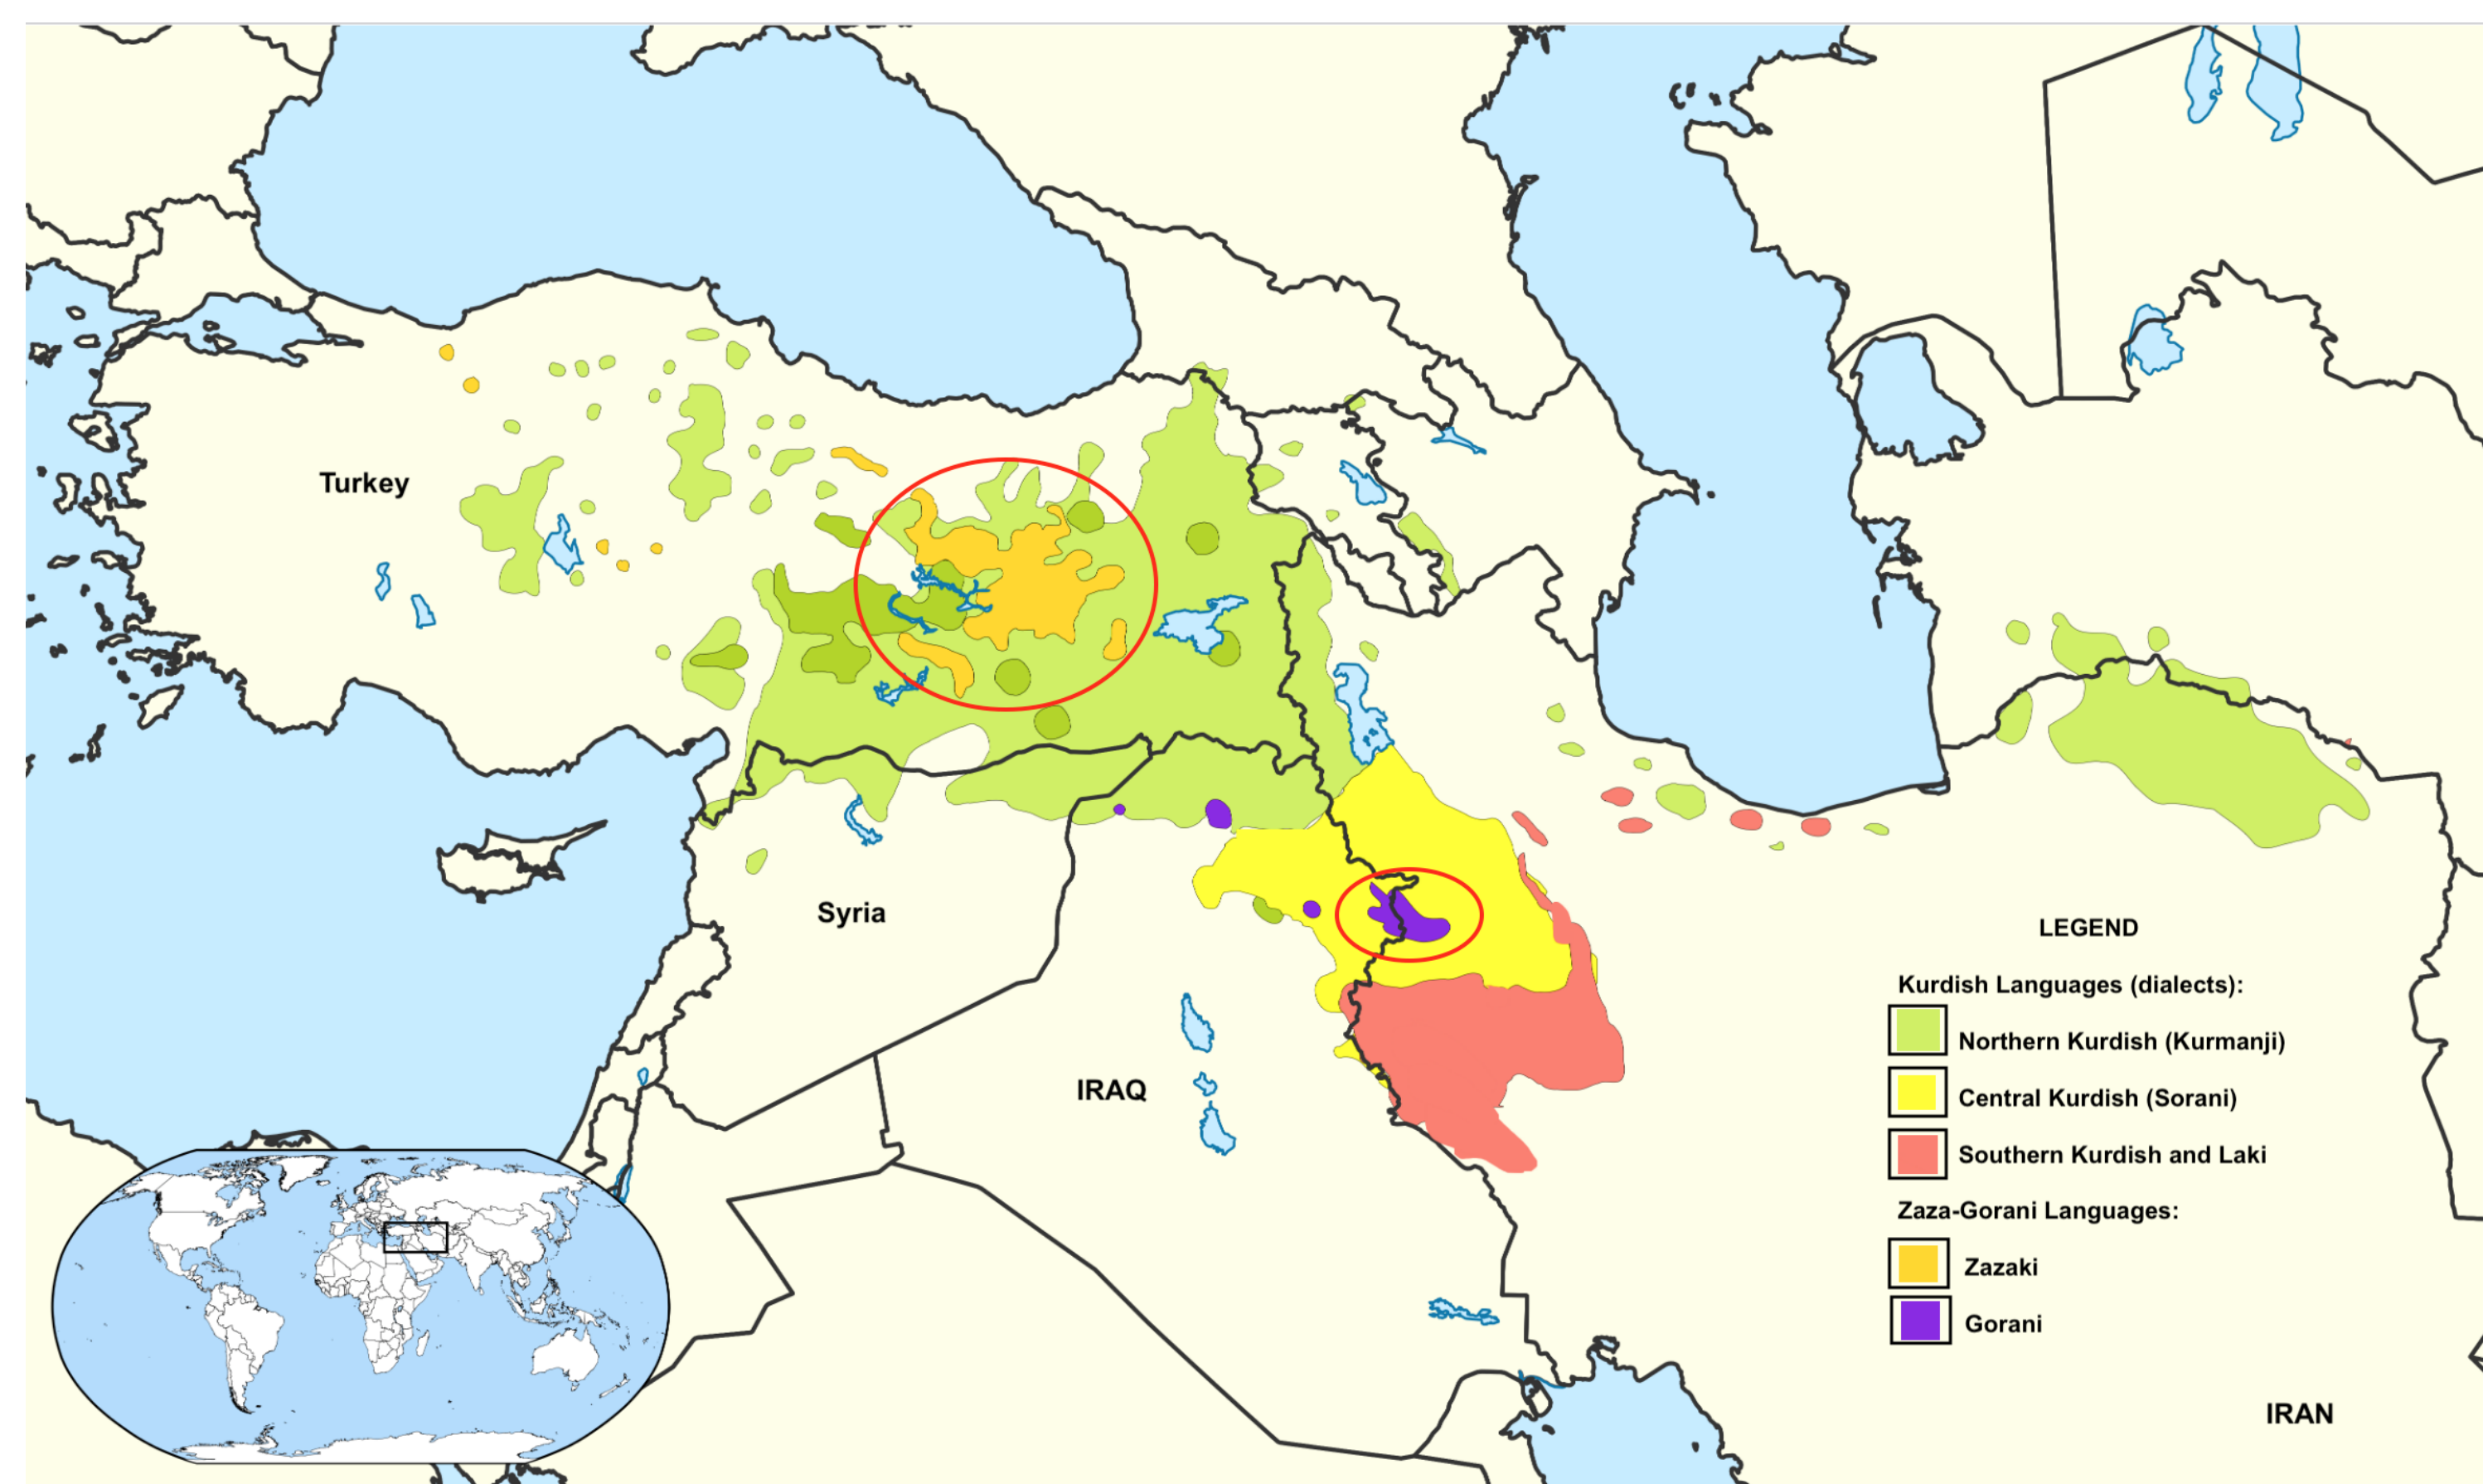 Turkey
Syria
IRAQ
LEGEND
Kurdish Languages (dialects):
Northern Kurdish (Kurmanji)
Central Kurdish (Sorani)
Southern Kurdish and Laki
Zaza-Gorani Languages:
Zazaki
Gorani
IRAN